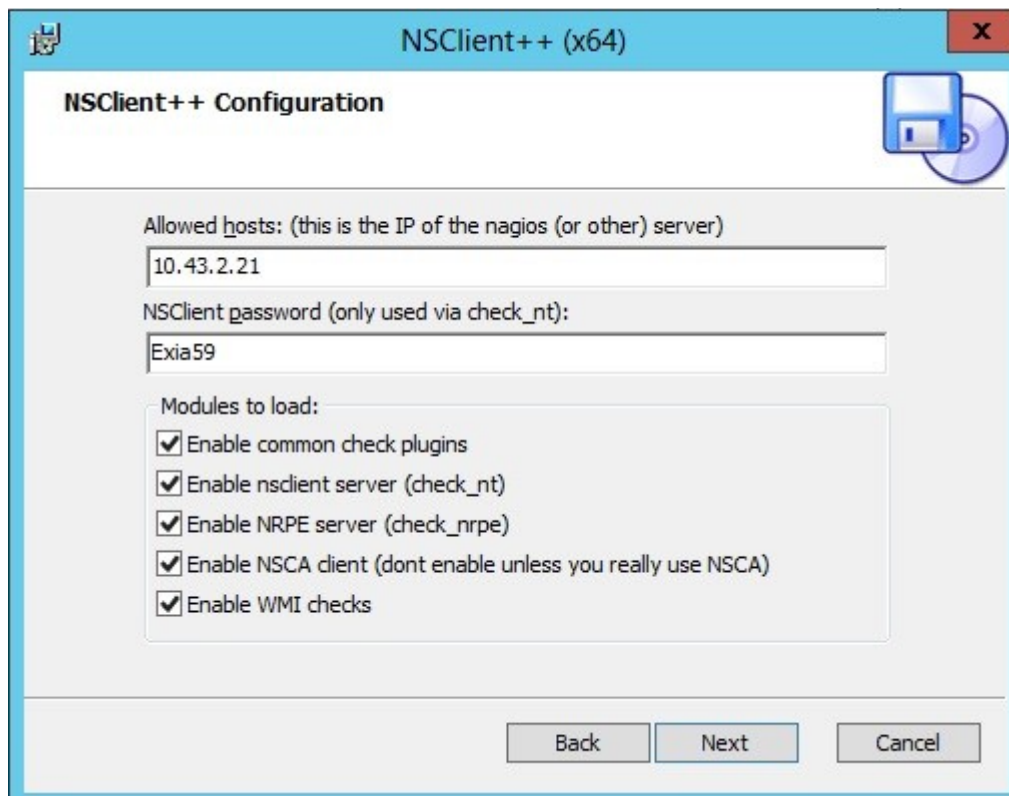 NSClient++ (x64)
x
NSClient++ Configuration
Allowed hosts: (this is the IP of the nagios (or other) server)
10.43.2.21
NSClient password (only used via check_nt):
Exia59
Modules to load:
Enable common check plugins
Enable nsclient server (check_nt)
Enable NRPE server (check_nrpe)
Enable NSCA client (dont enable unless you really use NSCA)
Enable WMI checks
Back Next Cancel